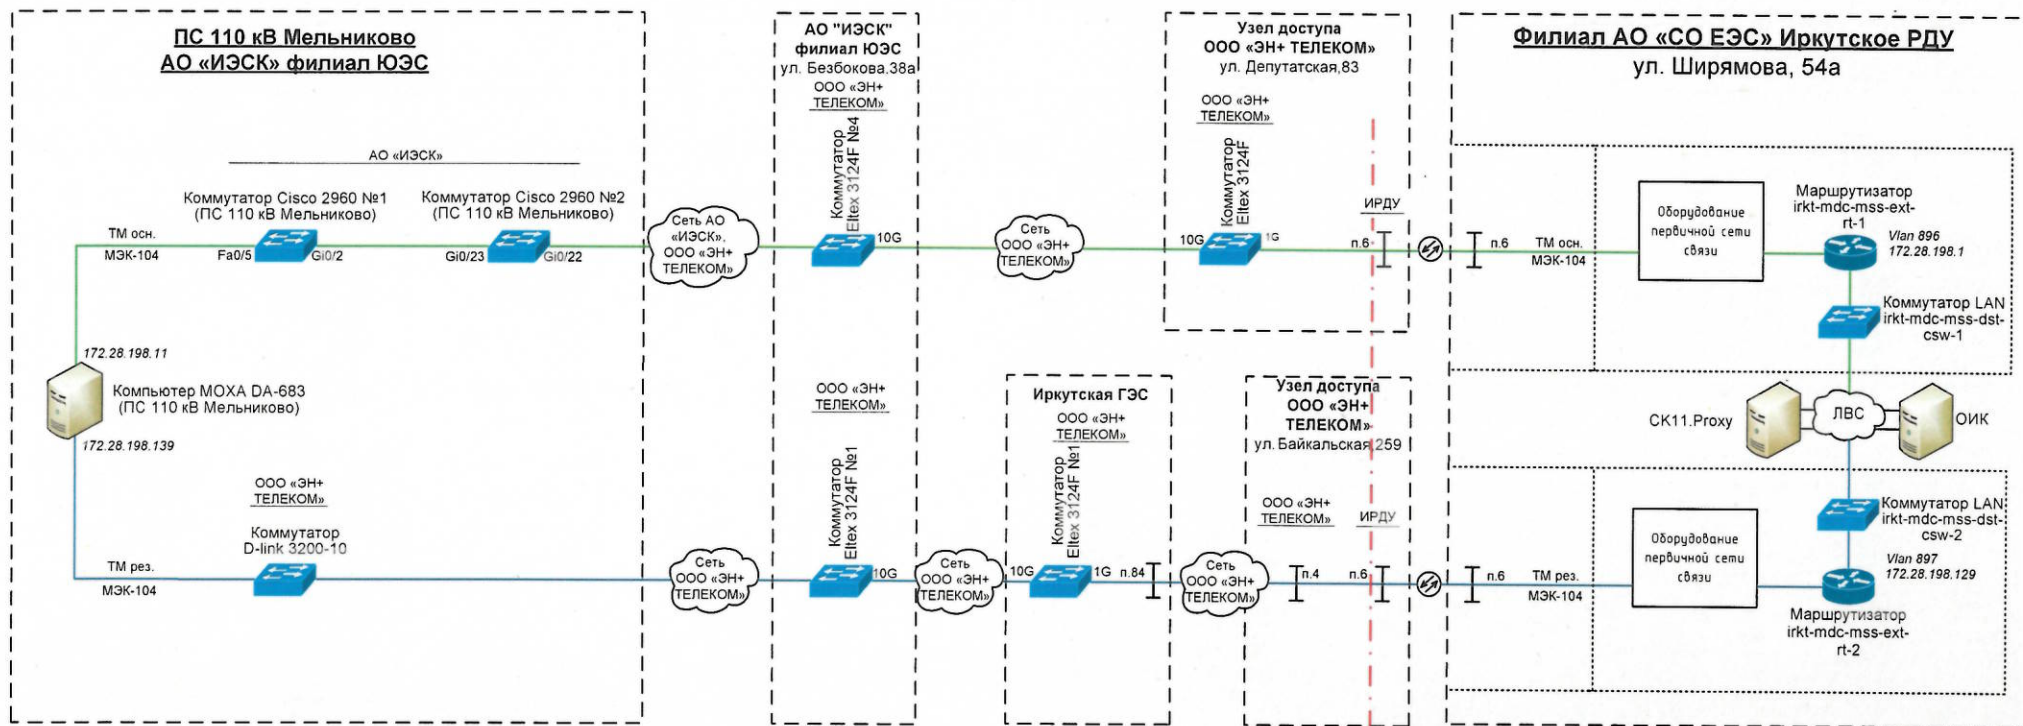 ПС 110 кВ Мельниково
АО «ИЭСК» филиал ЮЭС
АО «ИЭСК»
Коммутатор Cisco 2960 №1
(ПС 110 кВ Мельниково)
Коммутатор Cisco 2960 №2
(ПС 110 кВ Мельниково)
ТМ осн.
МЭК-104
Fa0/5
Gi0/2
Gi0/23
Gi0/22
172.28.198.11
Компьютер MOXA DA-683
(ПС 110 кВ Мельниково)
172.28.198.139
ООО «ЭН+
ТЕЛЕКОМ»
Коммутатор
D-link 3200-10
ТМ рез.
МЭК-104
Сеть АО
«ИЭСК».
ООО «ЭН+
ТЕЛЕКОМ»
Сеть
ООО «ЭН+
ТЕЛЕКОМ»
АО "ИЭСК"
филиал ЮЭС
ул. Безбокова,38а
ООО «ЭН+
ТЕЛЕКОМ»
Коммутатор
Eltex 3124F №4
10G
ООО «ЭН+
ТЕЛЕКОМ»
Коммутатор
Eltex 3124F №1
10G
Сеть
ООО «ЭН+
ТЕЛЕКОМ»
Сеть
ООО «ЭН+
ТЕЛЕКОМ»
Иркутская ГЭС
ООО «ЭН+
ТЕЛЕКОМ»
Коммутатор
Eltex 3124F №1
10G
1G
п.84
Сеть
ООО «ЭН+
ТЕЛЕКОМ»
Узел доступа
ООО «ЭН+ ТЕЛЕКОМ»
ул. Депутатская,83
ООО «ЭН+
ТЕЛЕКОМ»
Коммутатор
Eltex 3124F
10G
1G
ИРДУ
п.6
Узел доступа
ООО «ЭН+
ТЕЛЕКОМ»
ул.Байкальская,259
ООО «ЭН+
ТЕЛЕКОМ»
ИРДУ
п.4
п.6
Филиал АО «СО ЕЭС» Иркутское РДУ
ул. Ширямова, 54а
п.6
ТМ осн.
МЭК-104
Оборудование
первичной сети
связи
Маршрутизатор
irkt-mdc-mss-ext-
rt-1
Vlan 896
172.28.198.1
Коммутатор LAN
irkt-mdc-mss-dst-
csw-1
СК11.Proxy
ЛВС
ОИК
Коммутатор LAN
irkt-mdc-mss-dst-
csw-2
п.6
ТМ рез.
МЭК-104
Оборудование
первичной сети
связи
Vlan 897
172.28.198.129
Маршрутизатор
irkt-mdc-mss-ext-
rt-2